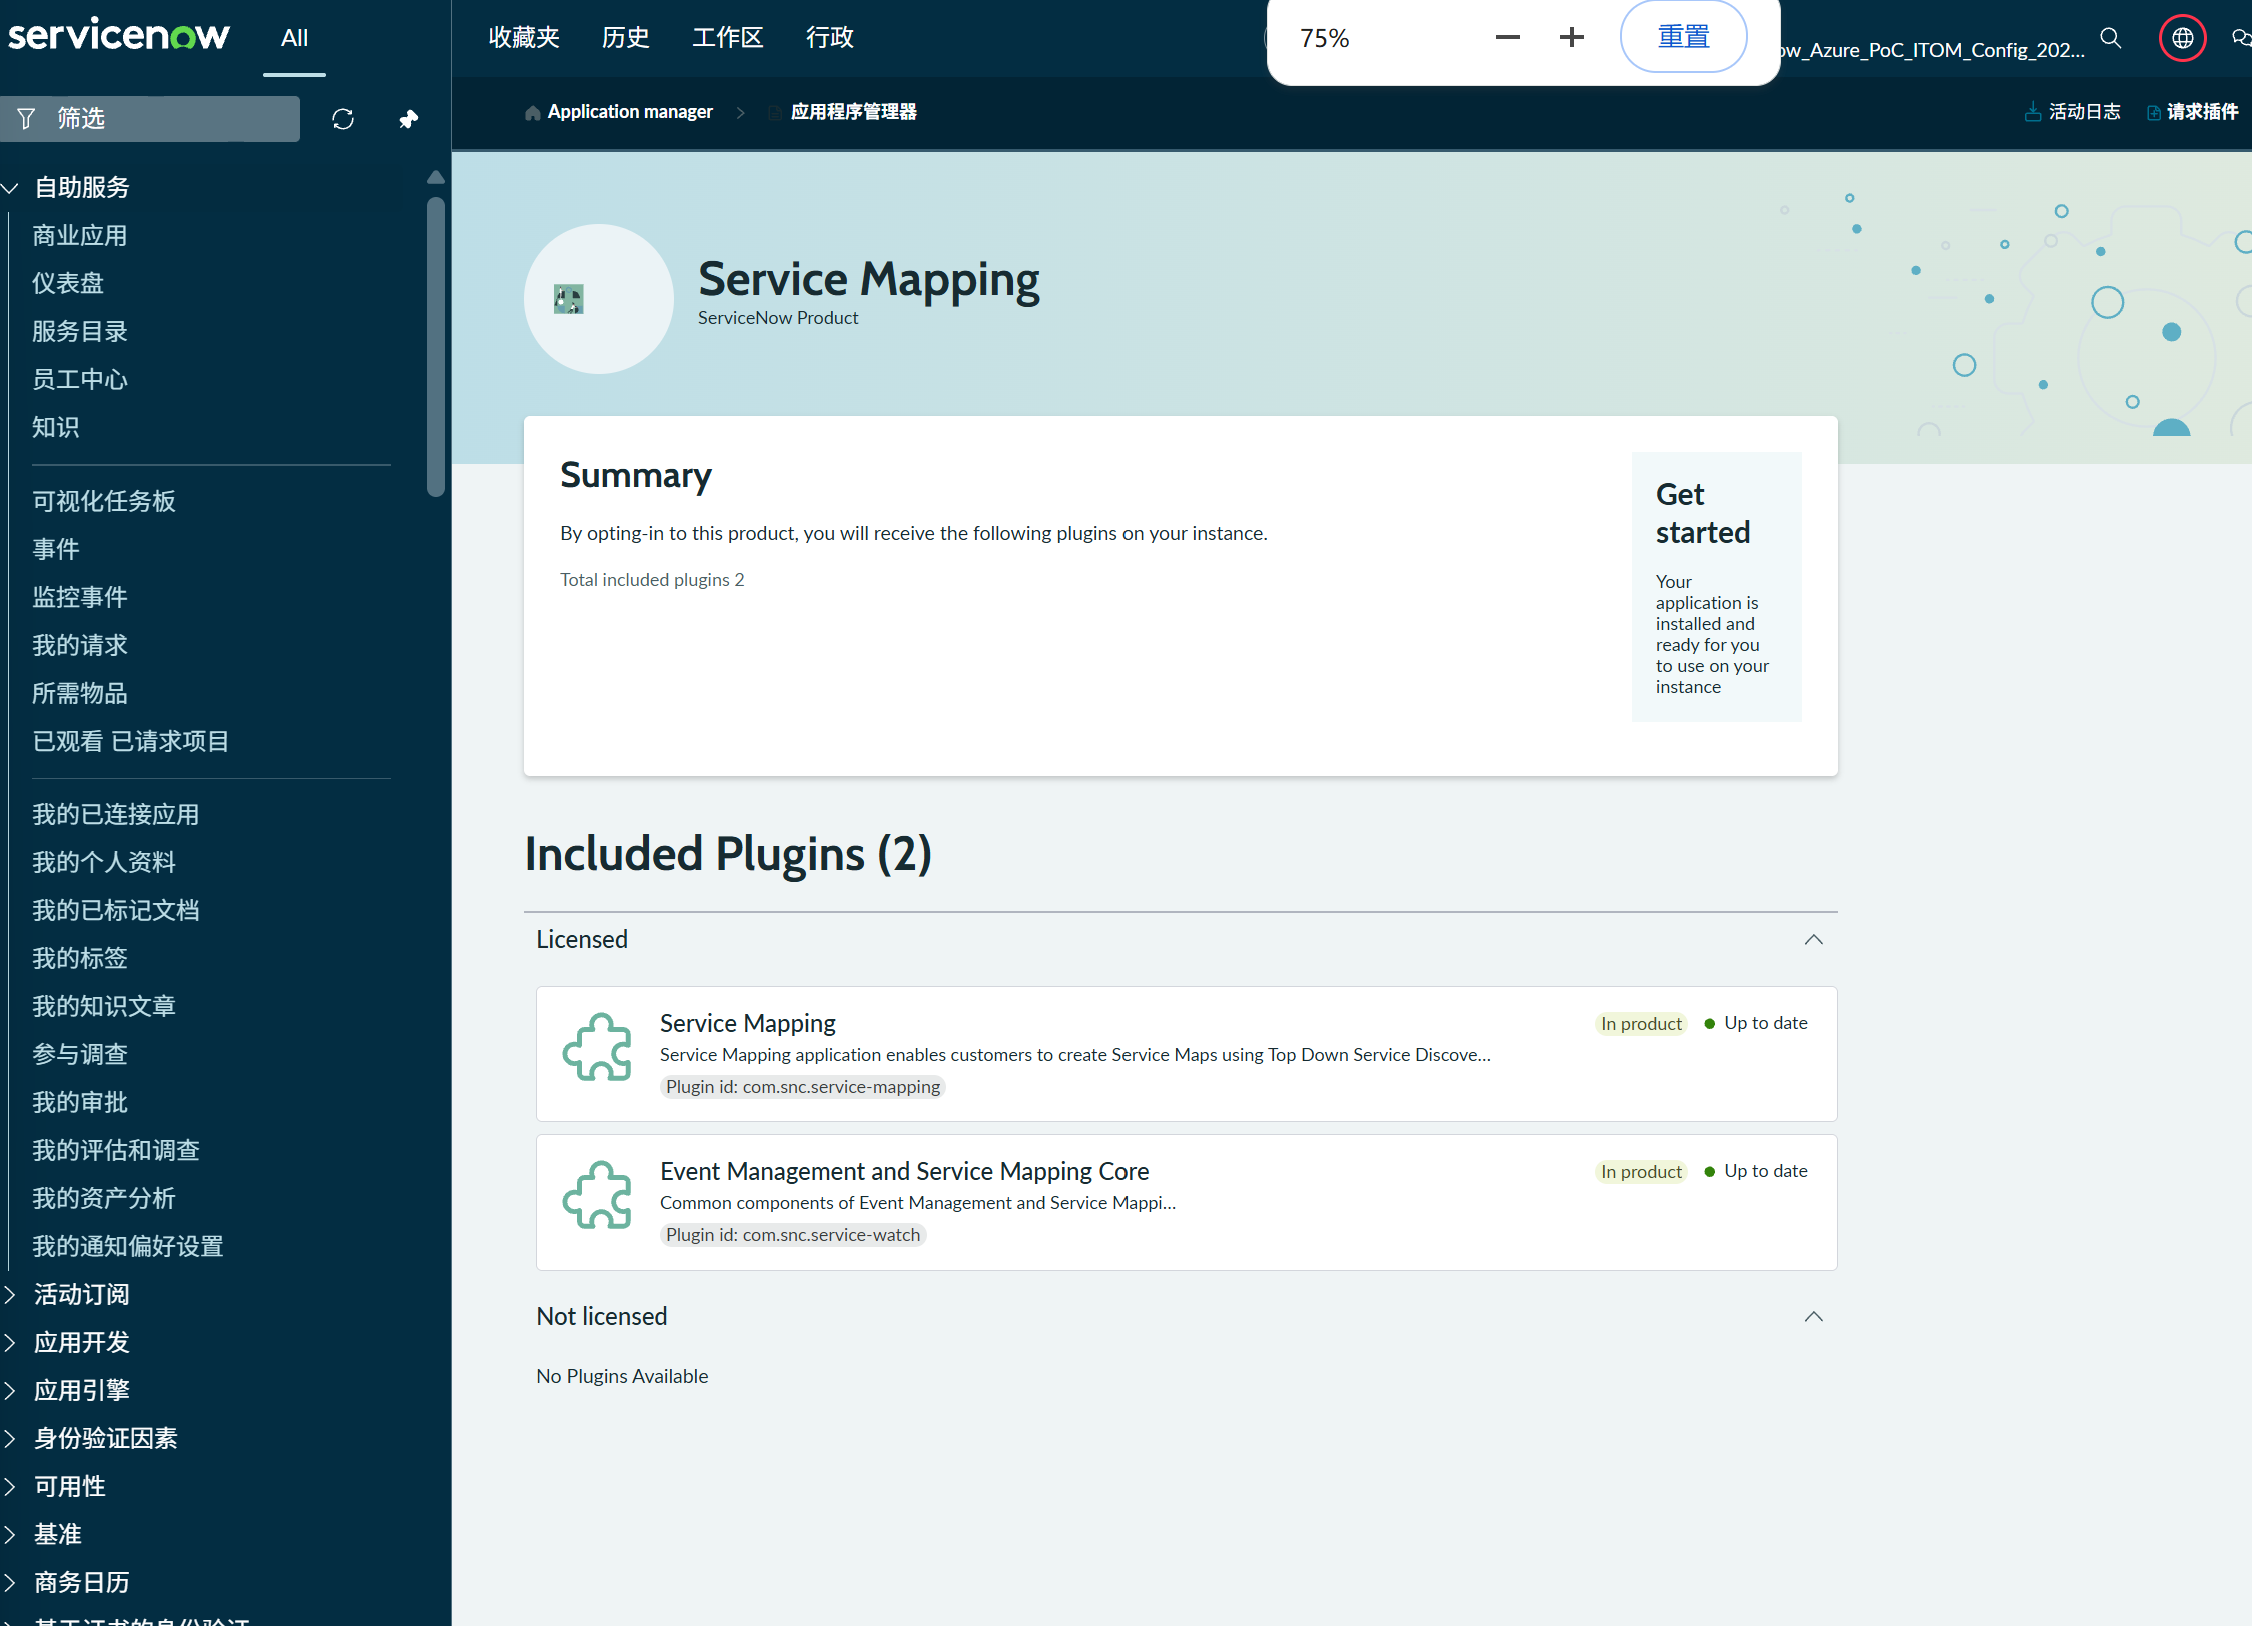 servicenow
All
收藏夹
历史
工作区
行政
75%
重置
ow_Azure_PoC_ITOM_Config_202...
筛选
Application manager
应用程序管理器
活动日志
请求插件
自助服务
商业应用
仪表盘
服务目录
员工中心
知识
可视化任务板
事件
监控事件
我的请求
所需物品
已观看 已请求项目
我的已连接应用
我的个人资料
我的已标记文档
我的标签
我的知识文章
参与调查
我的审批
我的评估和调查
我的资产分析
我的通知偏好设置
活动订阅
应用开发
应用引擎
身份验证因素
可用性
基准
商务日历
基于证书的身份验证
Service Mapping
ServiceNow Product
Summary
By opting-in to this product, you will receive the following plugins on your instance.
Total included plugins 2
Get
started
Your
application is
installed and
ready for you
to use on your
instance
Included Plugins (2)
Licensed
Service Mapping
In product
Up to date
Service Mapping application enables customers to create Service Maps using Top Down Service Discove...
Plugin id: com.snc.service-mapping
Event Management and Service Mapping Core
In product
Up to date
Common components of Event Management and Service Mappi...
Plugin id: com.snc.service-watch
Not licensed
No Plugins Available